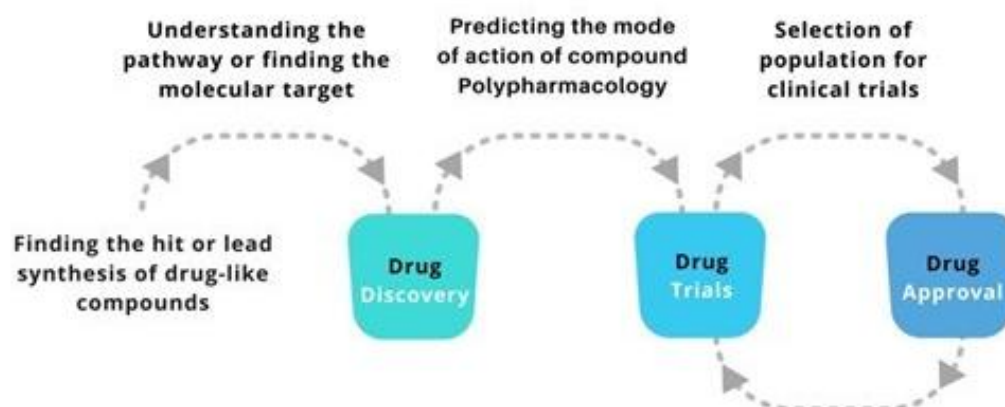 Understanding the
pathway or finding the
molecular target
Predicting the mode
of action of compound
Polypharmacology
Selection of
population for
clinical trials
Finding the hit or lead
synthesis of drug-like
compounds
Drug
Discovery
Drug
Trials
Drug
Approval